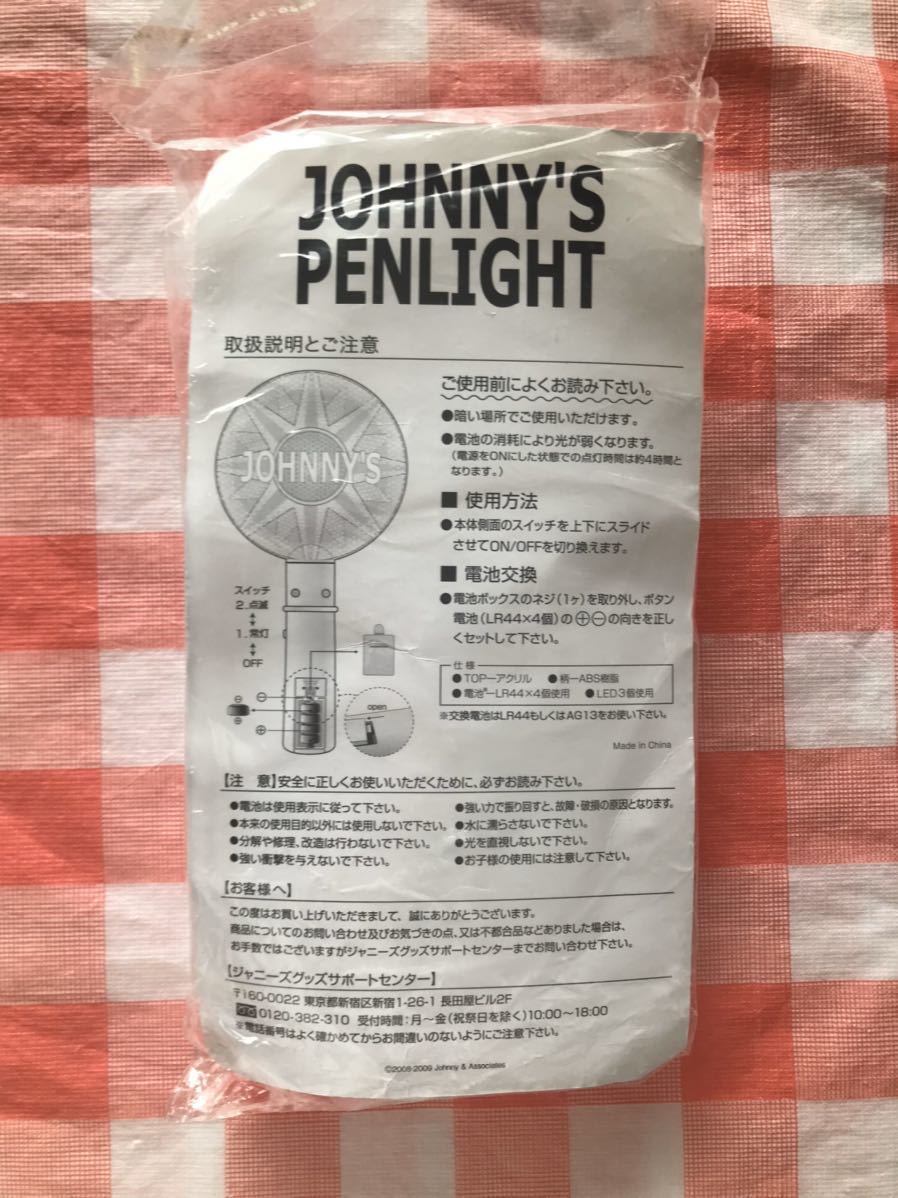 JOHNNY'S
PENLIGHT
取扱説明とご注意
ご使用前によくお読み下さい。
●暗い場所でご使用いただけます。
●電池の消耗により光が弱くなります。
(電源をONにした状態での点灯時間は約4時間と
なります。)
JOHNNY'S
■ 使用方法
●本体側面のスイッチを上下にスライド
させてON/OFFを切り換えます。
■ 電池交換
●電池ボックスのネジ(1ヶ)を取り外し、ボタン
電池(LR44×4個)の⊕⊖の向きを正し
くセットして下さい。
スイッチ
2.点滅
1.常灯
OFF
⊖
⊕
⊖
⊕
open
仕様
●TOP―アクリル ●柄―ABS樹脂
●電池―LR44×4個使用 ●LED3個使用
※交換電池はLR44もしくはAG13をお使い下さい。
Made in China
【注 意】安全に正しくお使いいただくために、必ずお読み下さい。
●電池は使用表示に従って下さい。
●本来の使用目的以外には使用しないで下さい。
●分解や修理、改造は行わないで下さい。
●強い衝撃を与えないで下さい。
●強い力で振り回すと、故障・破損の原因となります。
●水に濡らさないで下さい。
●光を直視しないで下さい。
●お子様の使用には注意して下さい。
【お客様へ】
この度はお買い上げいただきまして、誠にありがとうございます。
商品についてのお問い合わせ及びお気づきの点、又は不都合品などありました場合は、
お手数ではございますがジャニーズグッズサポートセンターまでお問い合わせ下さい。
【ジャニーズグッズサポートセンター】
〒160-0022 東京都新宿区新宿1-26-1 長田屋ビル2F
0120-382-310 受付時間:月〜金(祝祭日を除く)10:00〜18:00
※電話番号はよく確かめてからお間違いのないようにご注意下さい。
©2008-2009 Johnny & Associates